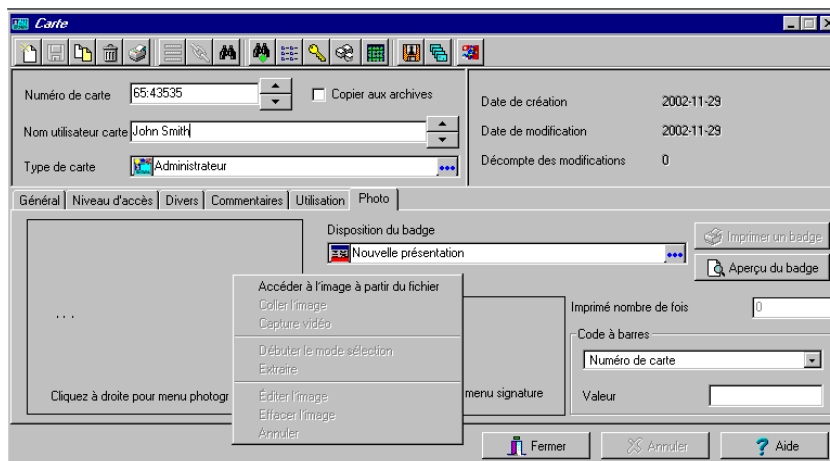 Carte
Numéro de carte 65:43535 Copier aux archives
Nom utilisateur carte John Smith
Type de carte Administrateur
Date de création 2002-11-29
Date de modification 2002-11-29
Décompte des modifications 0
Général Niveau d'accès Divers Commentaires Utilisation Photo
Disposition du badge
Nouvelle présentation
Imprimer un badge
Aperçu du badge
...
Cliquez à droite pour menu photogr
Accéder à l'image à partir du fichier
Coller l'image
Capture vidéo
Débuter le mode sélection
Extraire
Éditer l'image
Effacer l'image
Annuler
menu signature
Imprimé nombre de fois 0
Code à barres
Numéro de carte
Valeur
Fermer Annuler Aide